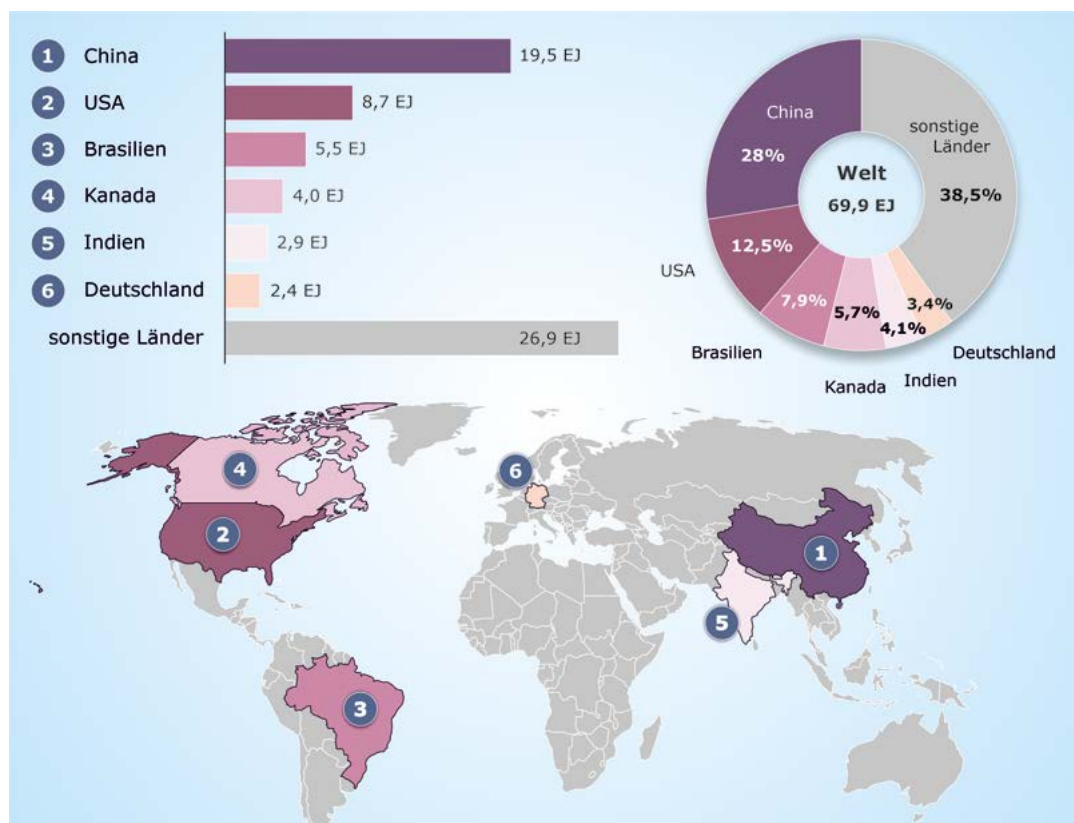 1 China 19,5 EJ
2 USA 8,7 EJ
3 Brasilien 5,5 EJ
4 Kanada 4,0 EJ
5 Indien 2,9 EJ
6 Deutschland 2,4 EJ
sonstige Länder 26,9 EJ
China
28%
sonstige
Länder
38,5%
Welt
69,9 EJ
USA
12,5%
7,9%
5,7%
4,1%
3,4%
Brasilien
Kanada
Indien
Deutschland
4
6
2
1
5
3